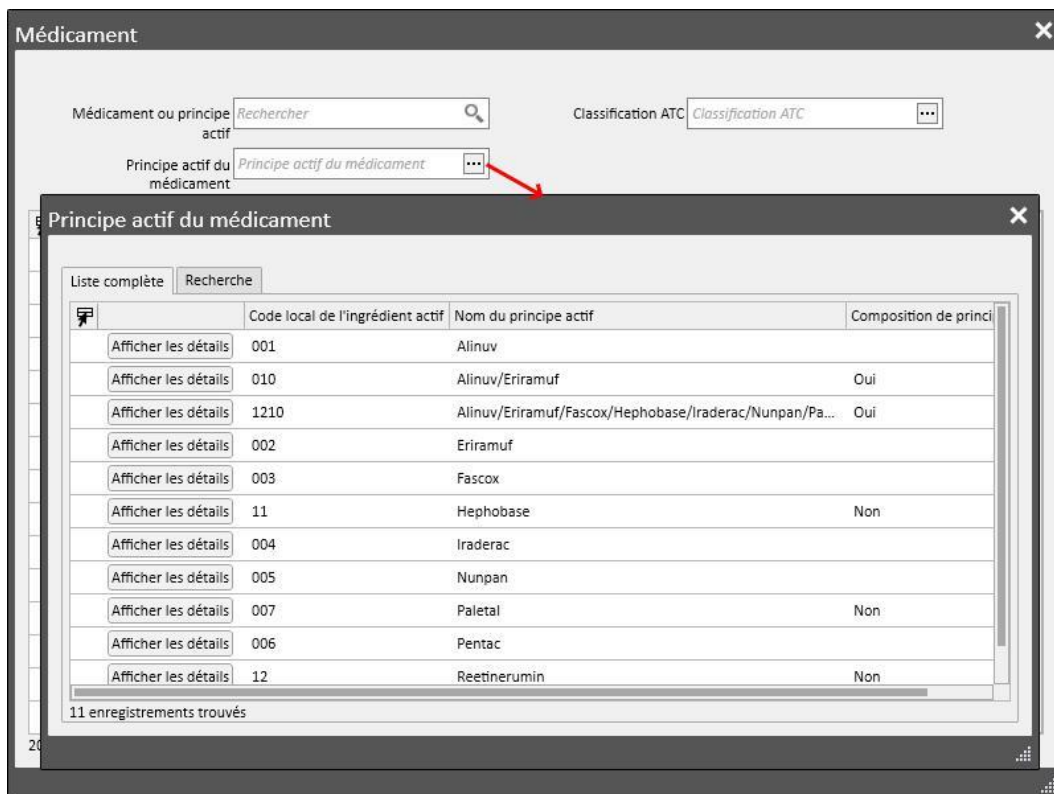 Médicament
Médicament ou principe actif
Rechercher
Classification ATC
Classification ATC
Principe actif du médicament
Principe actif du médicament
Principe actif du médicament
Liste complète Recherche
Code local de l'ingrédient actif Nom du principe actif Composition de princi
Afficher les détails 001 Alinuv
Afficher les détails 010 Alinuv/Eriramuf Oui
Afficher les détails 1210 Alinuv/Eriramuf/Fascox/Hephobase/Iraderac/Nunpan/Pa... Oui
Afficher les détails 002 Eriramuf
Afficher les détails 003 Fascox
Afficher les détails 11 Hephobase Non
Afficher les détails 004 Iraderac
Afficher les détails 005 Nunpan
Afficher les détails 007 Paletal Non
Afficher les détails 006 Pentac
Afficher les détails 12 Reetinerumin Non
11 enregistrements trouvés
20